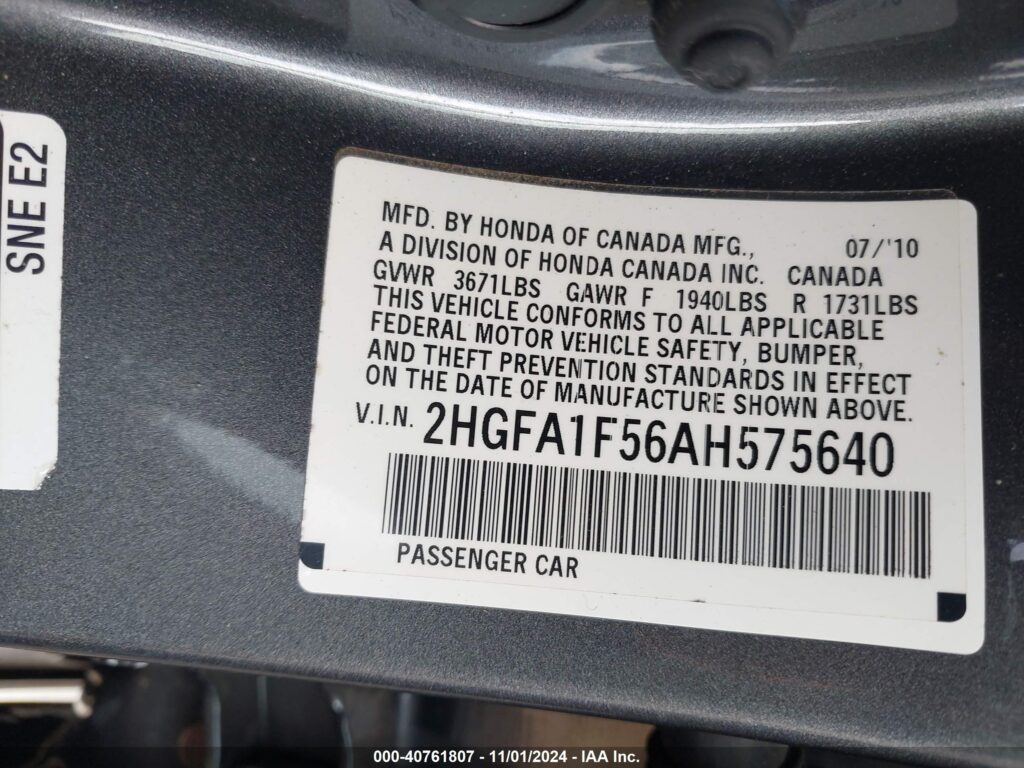 SNE E2
MFD. BY HONDA OF CANADA MFG., 07/'10
A DIVISION OF HONDA CANADA INC. CANADA
GVWR 3671LBS GAWR F 1940LBS R 1731LBS
THIS VEHICLE CONFORMS TO ALL APPLICABLE
FEDERAL MOTOR VEHICLE SAFETY, BUMPER,
AND THEFT PREVENTION STANDARDS IN EFFECT
ON THE DATE OF MANUFACTURE SHOWN ABOVE.
V.I.N. 2HGFA1F56AH575640
PASSENGER CAR
000-40761807 - 11/01/2024 - IAA Inc.